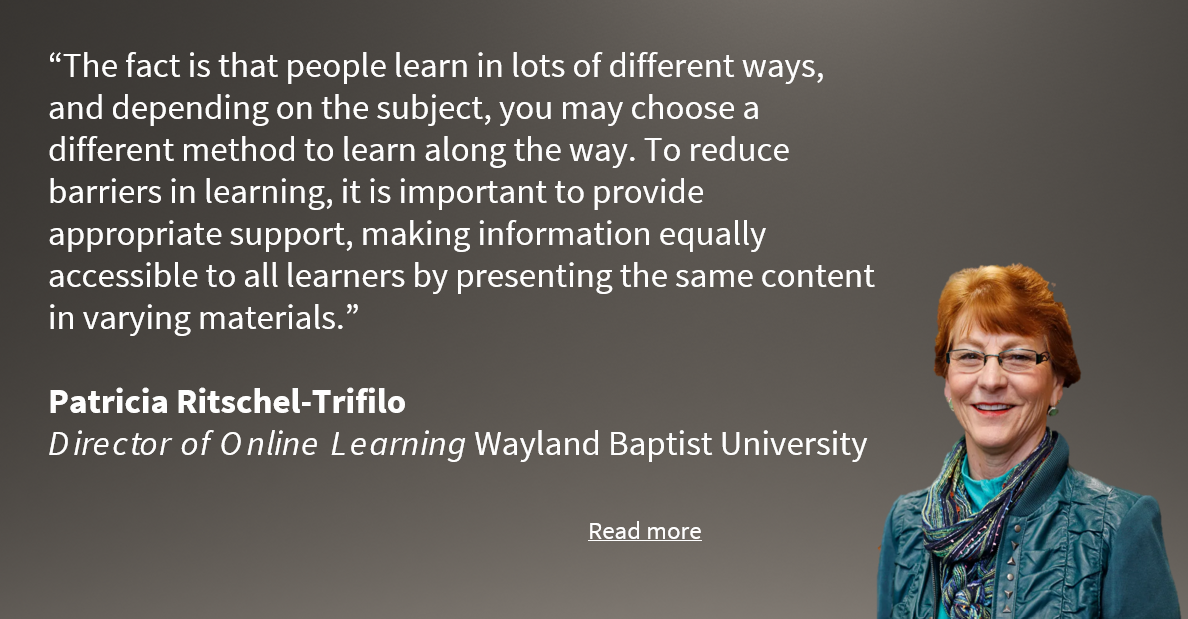 “The fact is that people learn in lots of different ways,
and depending on the subject, you may choose a
different method to learn along the way. To reduce
barriers in learning, it is important to provide
appropriate support, making information equally
accessible to all learners by presenting the same content
in varying materials.”
Patricia Ritschel-Trifilo
Director of Online Learning Wayland Baptist University
Read more